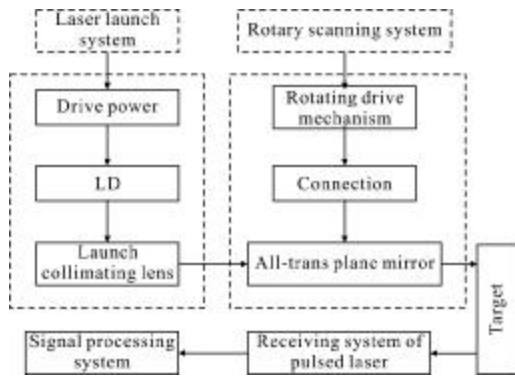 Laser launch
system
Rotary scanning system
Drive power
Rotating drive
mechanism
LD
Connection
Launch
collimating lens
All-trans plane mirror
Target
Signal processing
system
Receiving system of
pulsed laser